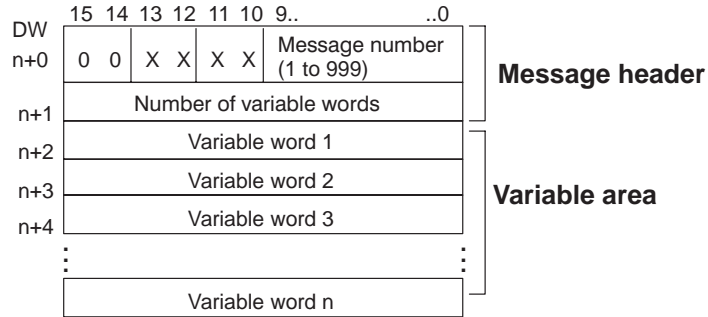 15 14 13 12 11 10 9.. ..0
DW
n+0 0 0 X X X X Message number
(1 to 999)
Message header
n+1 Number of variable words
n+2 Variable word 1
n+3 Variable word 2
Variable area
n+4 Variable word 3
Variable word n